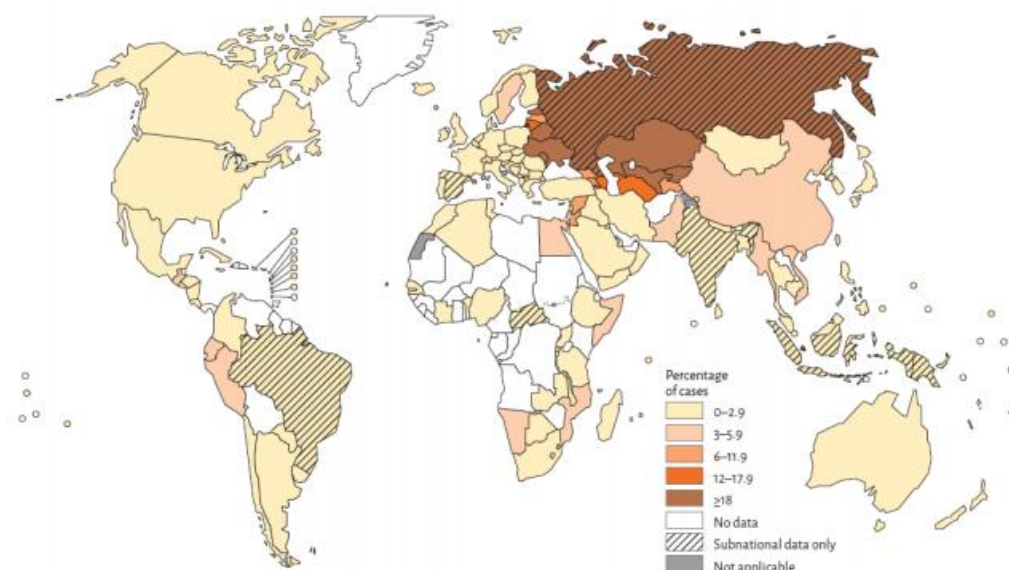 Percentage
of cases
0–2.9
3–5.9
6–11.9
12–17.9
≥18
No data
Subnational data only
Not applicable